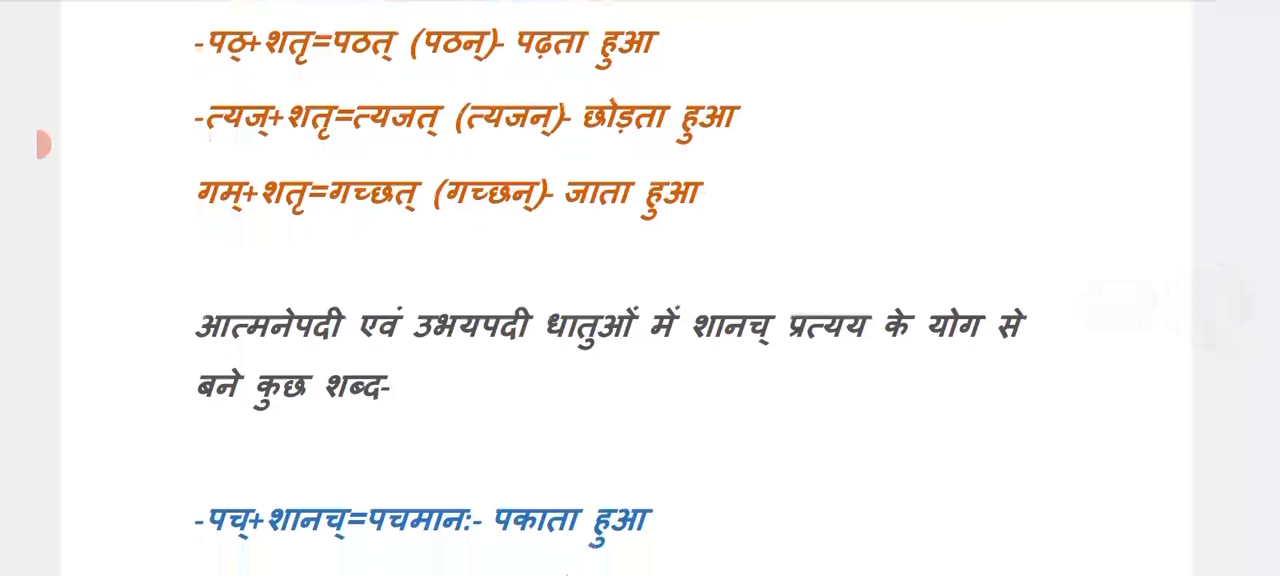 -पठ्+शतृ=पठत् (पठन्)- पढ़ता हुआ
-त्यज्+शतृ=त्यजत् (त्यजन्)- छोड़ता हुआ
गम्+शतृ=गच्छत् (गच्छन्)- जाता हुआ
आत्मनेपदी एवं उभयपदी धातुओं में शानच् प्रत्यय के योग से
बने कुछ शब्द-
-पच्+शानच्=पचमान:- पकाता हुआ